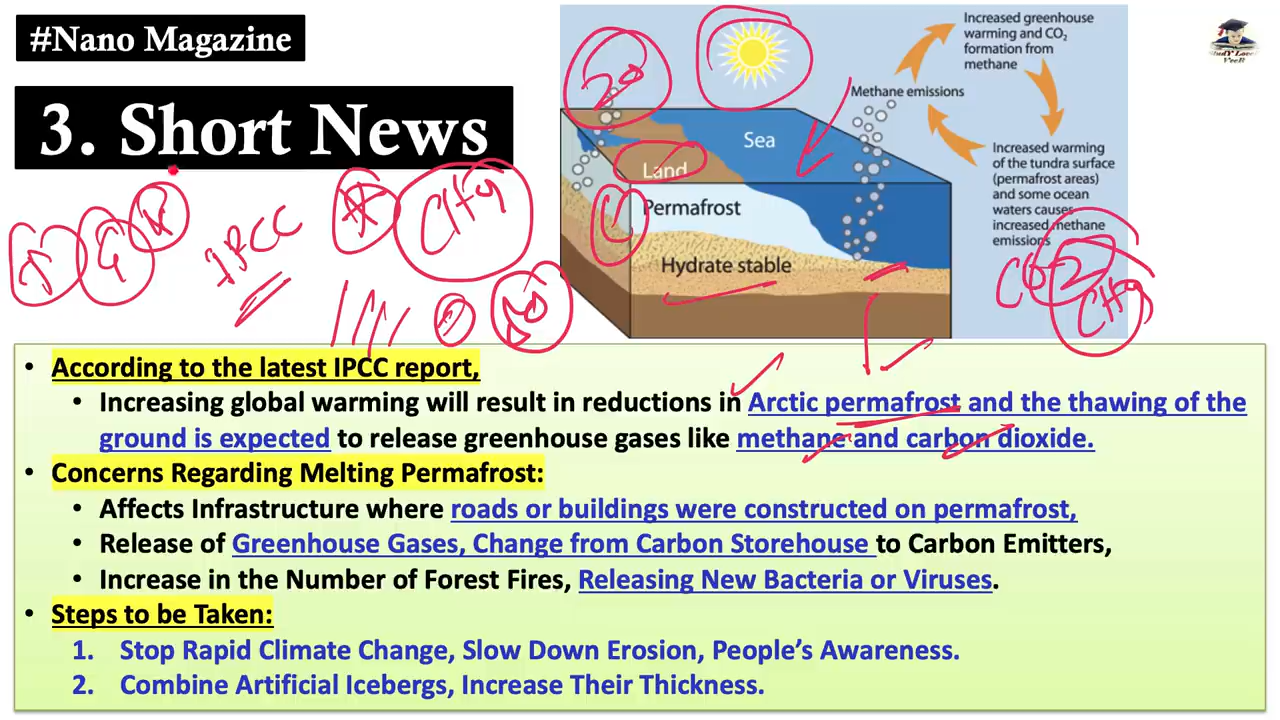 #Nano Magazine
3. Short News
IPCC
CH4
Increased greenhouse
warming and CO₂
formation from
methane
Methane emissions
Sea
Land
Permafrost
Hydrate stable
Increased warming
of the tundra surface
(permafrost areas)
and some ocean
waters causes
increased methane
emissions
CO2
CH4
• According to the latest IPCC report,
• Increasing global warming will result in reductions in Arctic permafrost and the thawing of the
ground is expected to release greenhouse gases like methane and carbon dioxide.
• Concerns Regarding Melting Permafrost:
• Affects Infrastructure where roads or buildings were constructed on permafrost,
• Release of Greenhouse Gases, Change from Carbon Storehouse to Carbon Emitters,
• Increase in the Number of Forest Fires, Releasing New Bacteria or Viruses.
• Steps to be Taken:
1. Stop Rapid Climate Change, Slow Down Erosion, People's Awareness.
2. Combine Artificial Icebergs, Increase Their Thickness.